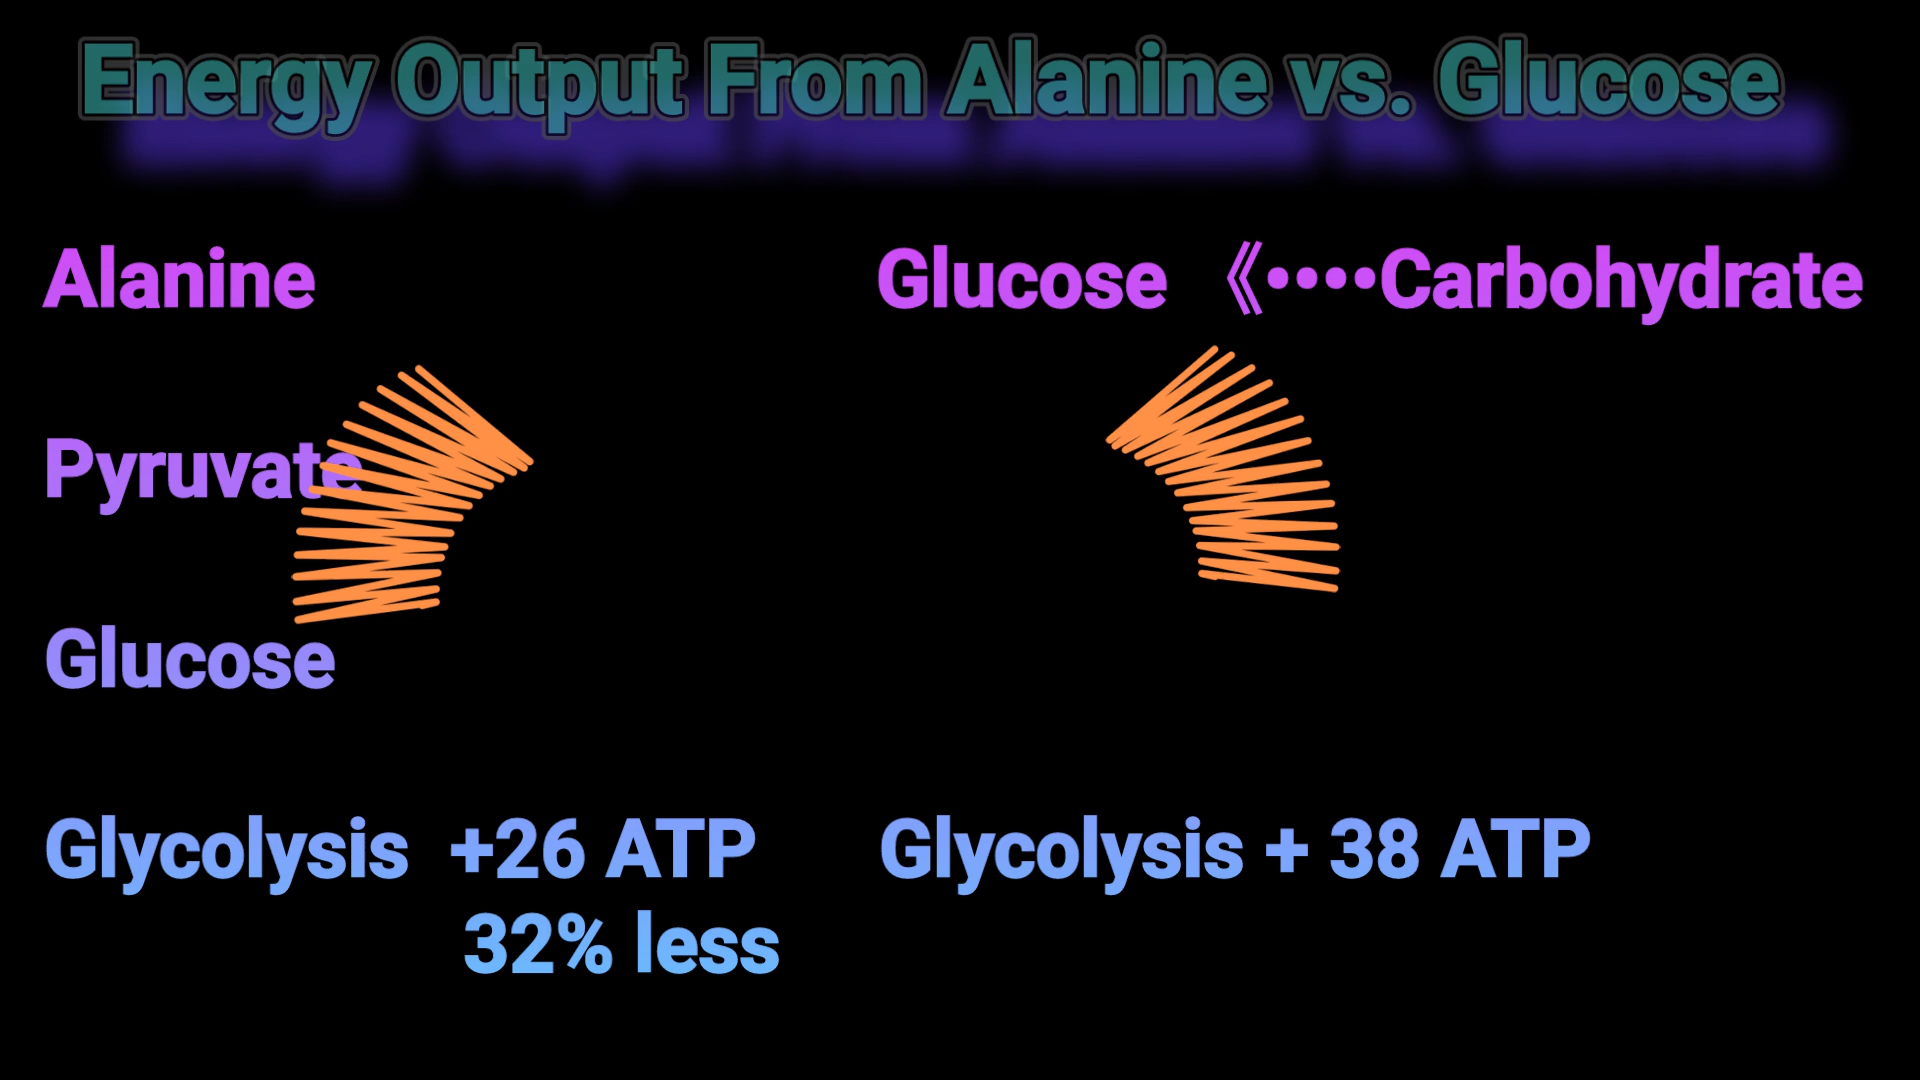 Energy Output From Alanine vs. Glucose
Alanine
Pyruvate
Glucose
Glycolysis +26 ATP
32% less
Glucose 《••••Carbohydrate
Glycolysis + 38 ATP